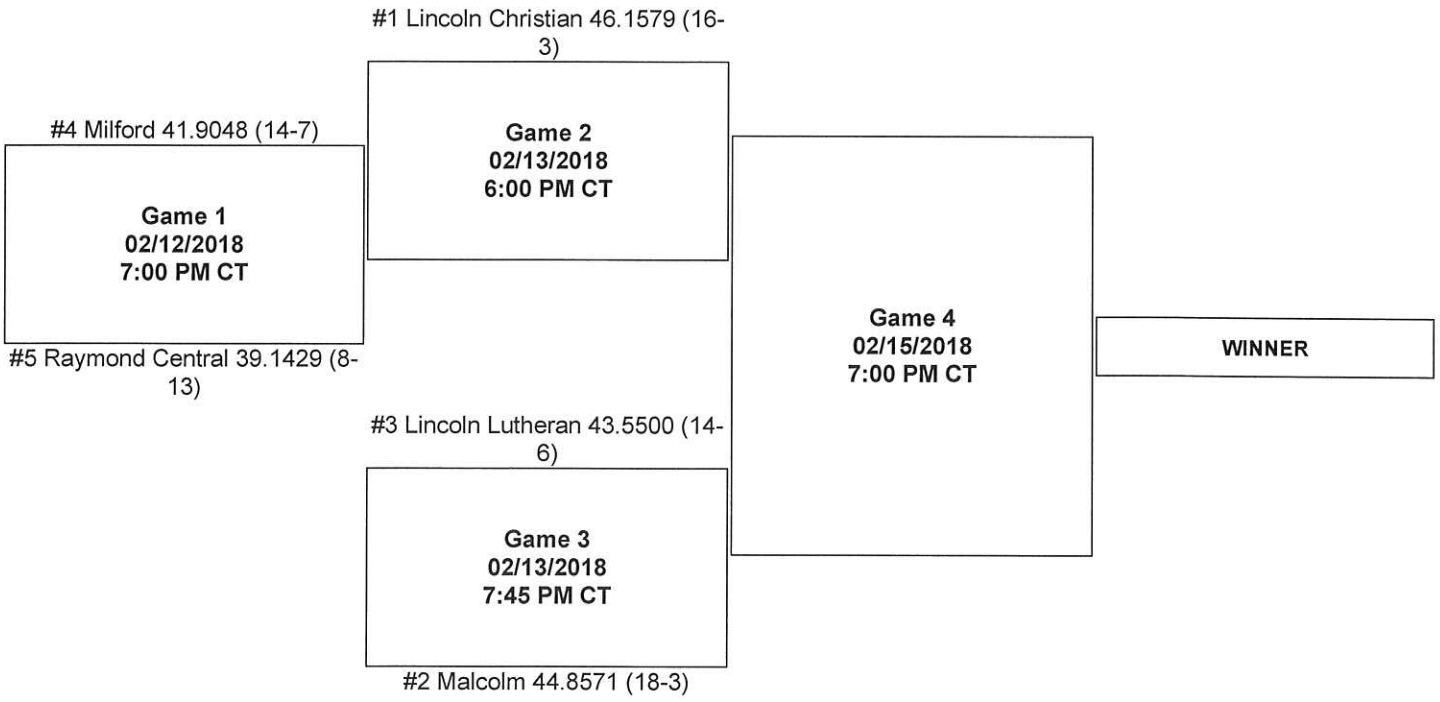 #1 Lincoln Christian 46.1579 (16-
3)
#4 Milford 41.9048 (14-7)
Game 2
02/13/2018
6:00 PM CT
Game 1
02/12/2018
7:00 PM CT
#5 Raymond Central 39.1429 (8-
13)
Game 4
02/15/2018
7:00 PM CT
WINNER
#3 Lincoln Lutheran 43.5500 (14-
6)
Game 3
02/13/2018
7:45 PM CT
#2 Malcolm 44.8571 (18-3)